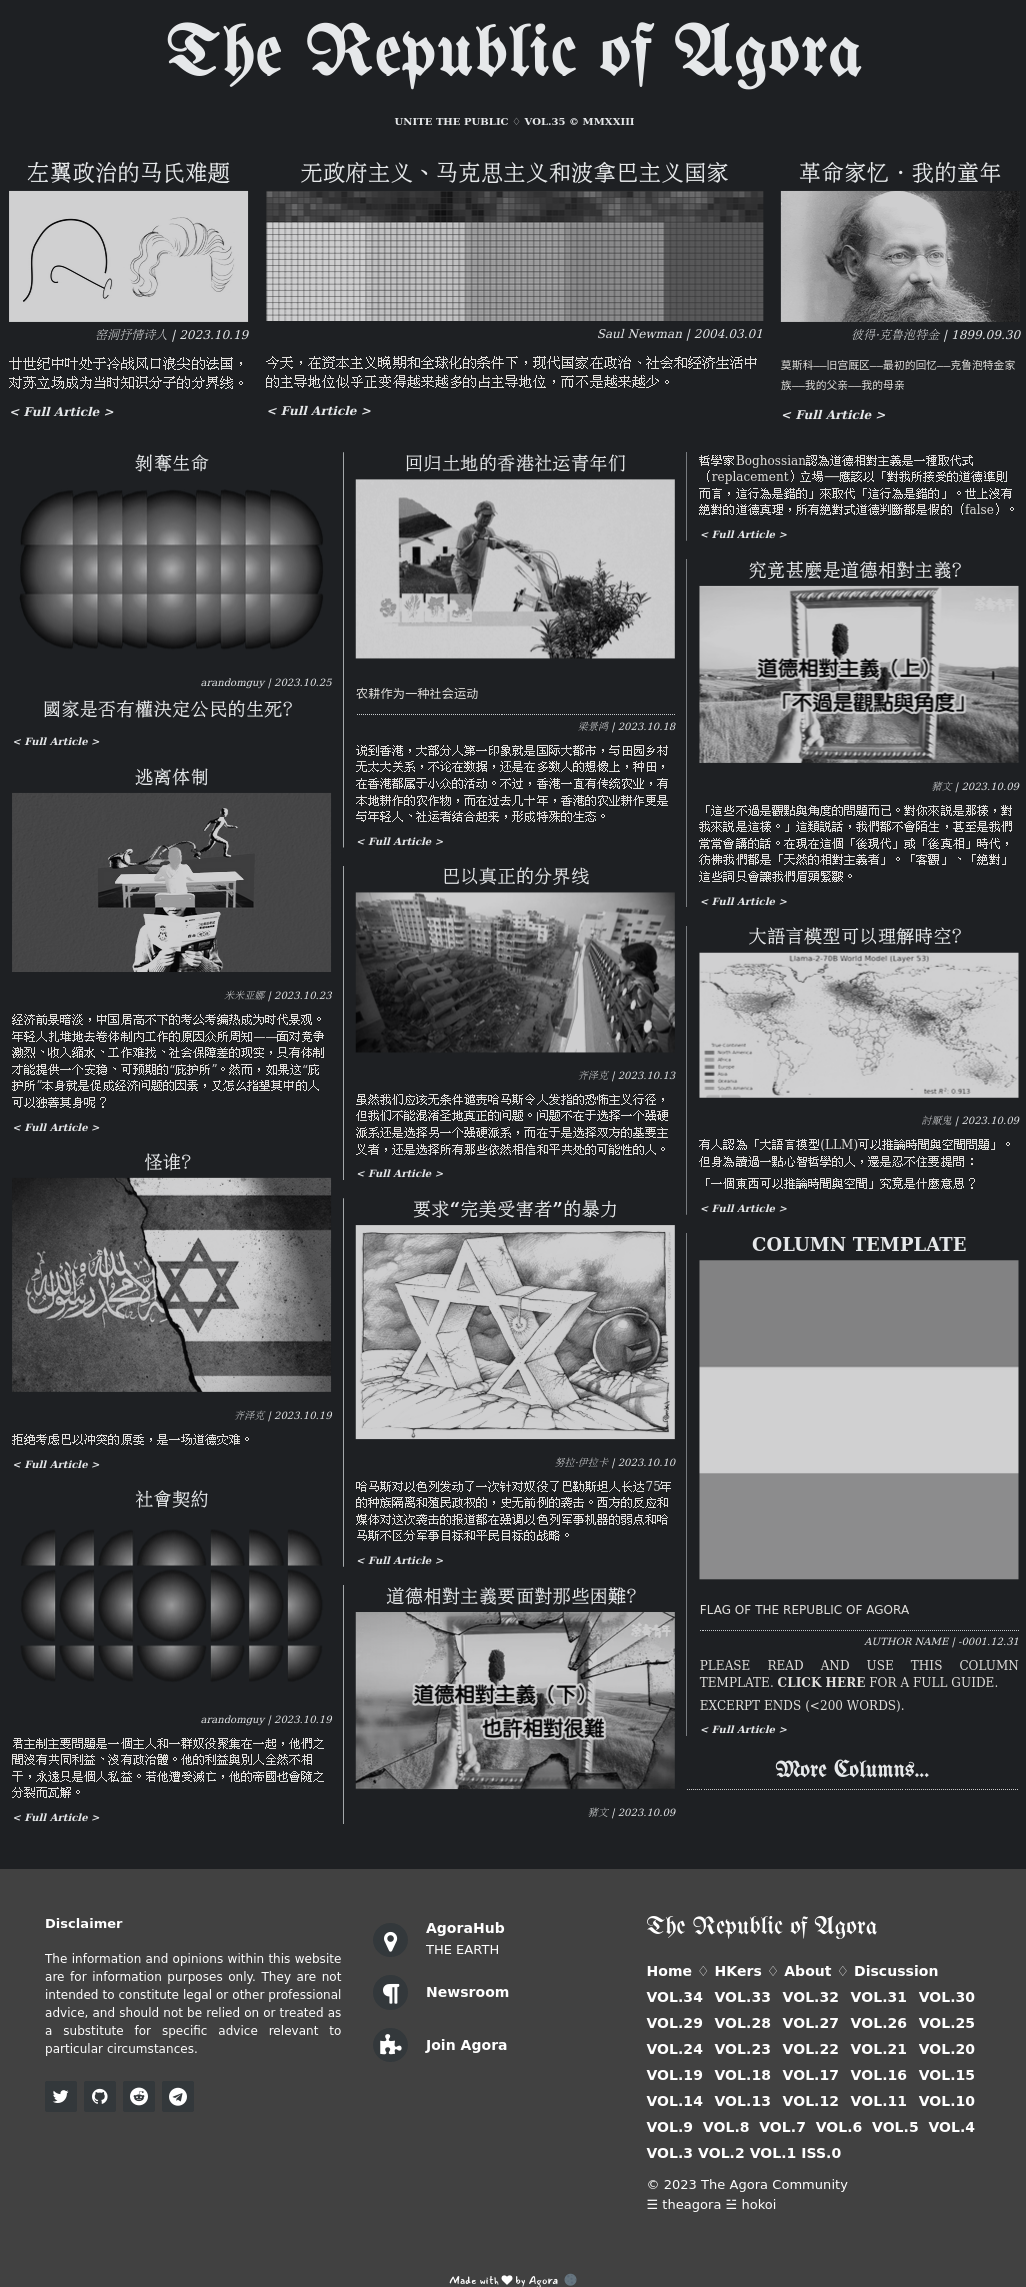 The Republic of Agora
UNITE THE PUBLIC ♢ VOL.35 © MMXXIII
左翼政治的马氏难题
窑洞抒情诗人 | 2023.10.19
廿世纪中叶处于冷战风口浪尖的法国，
对苏立场成为当时知识分子的分界线。
< Full Article >
无政府主义、马克思主义和波拿巴主义国家
Saul Newman | 2004.03.01
今天，在资本主义晚期和全球化的条件下，现代国家在政治、社会和经济生活中
的主导地位似乎正变得越来越多的占主导地位，而不是越来越少。
< Full Article >
革命家忆·我的童年
彼得·克鲁泡特金 | 1899.09.30
莫斯科──旧宫厩区──最初的回忆──克鲁泡特金家
族──我的父亲──我的母亲
< Full Article >
剝奪生命
arandomguy | 2023.10.25
國家是否有權決定公民的生死？
< Full Article >
逃离体制
米米亚娜 | 2023.10.23
经济前景暗淡，中国居高不下的考公考编热成为时代景观。
年轻人扎堆地去卷体制内工作的原因众所周知——面对竞争
激烈、收入缩水、工作难找、社会保障差的现实，只有体制
才能提供一个安稳、可预期的“庇护所”。然而，如果这“庇
护所”本身就是促成经济问题的因素，又怎么指望其中的人
可以独善其身呢？
< Full Article >
怪谁？
齐泽克 | 2023.10.19
拒绝考虑巴以冲突的原委，是一场道德灾难。
< Full Article >
社會契約
arandomguy | 2023.10.19
君主制主要問題是一個主人和一群奴役聚集在一起，他們之
間沒有共同利益、沒有政治體。他的利益與別人全然不相
干，永遠只是個人私益。若他遭受滅亡，他的帝國也會隨之
分裂而瓦解。
< Full Article >
回归土地的香港社运青年们
农耕作为一种社会运动
梁景鸿 | 2023.10.18
说到香港，大部分人第一印象就是国际大都市，与田园乡村
无太大关系，不论在数据，还是在多数人的想像上，种田，
在香港都属于小众的活动。不过，香港一直有传统农业，有
本地耕作的农作物，而在过去几十年，香港的农业耕作更是
与年轻人、社运者结合起来，形成特殊的生态。
< Full Article >
巴以真正的分界线
齐泽克 | 2023.10.13
虽然我们应该无条件谴责哈马斯令人发指的恐怖主义行径，
但我们不能混淆圣地真正的问题。问题不在于选择一个强硬
派系还是选择另一个强硬派系，而在于是选择双方的基要主
义者，还是选择所有那些依然相信和平共处的可能性的人。
< Full Article >
要求“完美受害者”的暴力
努拉·伊拉卡 | 2023.10.10
哈马斯对以色列发动了一次针对奴役了巴勒斯坦人长达75年
的种族隔离和殖民政权的，史无前例的袭击。西方的反应和
媒体对这次袭击的报道都在强调以色列军事机器的弱点和哈
马斯不区分军事目标和平民目标的战略。
< Full Article >
道德相對主義要面對那些困難？
道德相對主義（下）
也許相對很難
豬文 | 2023.10.09
哲學家Boghossian認為道德相對主義是一種取代式
（replacement）立場──應該以「對我所接受的道德準則
而言，這行為是錯的」來取代「這行為是錯的」。世上沒有
絕對的道德真理，所有絕對式道德判斷都是假的（false）。
< Full Article >
究竟甚麼是道德相對主義？
道德相對主義（上）
「不過是觀點與角度」
豬文 | 2023.10.09
「這些不過是觀點與角度的問題而已。對你來説是那樣，對
我來説是這樣。」這類説話，我們都不會陌生，甚至是我們
常常會講的話。在現在這個「後現代」或「後真相」時代，
彷彿我們都是「天然的相對主義者」。「客觀」、「絶對」
這些詞只會讓我們眉頭緊皺。
< Full Article >
大語言模型可以理解時空？
Llama-2-70B World Model (Layer 53)
True Continent
North America
Africa
Europe
Asia
Oceania
South America
test R²: 0.913
討厭鬼 | 2023.10.09
有人認為「大語言模型(LLM)可以推論時間與空間問題」。
但身為讀過一點心智哲學的人，還是忍不住要提問：
「一個東西可以推論時間與空間」究竟是什麼意思？
< Full Article >
COLUMN TEMPLATE
FLAG OF THE REPUBLIC OF AGORA
AUTHOR NAME | -0001.12.31
PLEASE READ AND USE THIS COLUMN
TEMPLATE. CLICK HERE FOR A FULL GUIDE.
EXCERPT ENDS (<200 WORDS).
< Full Article >
More Columns...
Disclaimer
The information and opinions within this website
are for information purposes only. They are not
intended to constitute legal or other professional
advice, and should not be relied on or treated as
a substitute for specific advice relevant to
particular circumstances.
AgoraHub
THE EARTH
Newsroom
Join Agora
The Republic of Agora
Home ♢ HKers ♢ About ♢ Discussion
VOL.34 VOL.33 VOL.32 VOL.31 VOL.30
VOL.29 VOL.28 VOL.27 VOL.26 VOL.25
VOL.24 VOL.23 VOL.22 VOL.21 VOL.20
VOL.19 VOL.18 VOL.17 VOL.16 VOL.15
VOL.14 VOL.13 VOL.12 VOL.11 VOL.10
VOL.9 VOL.8 VOL.7 VOL.6 VOL.5 VOL.4
VOL.3 VOL.2 VOL.1 ISS.0
© 2023 The Agora Community
☰ theagora ☱ hokoi
Made with ♥ by Agora